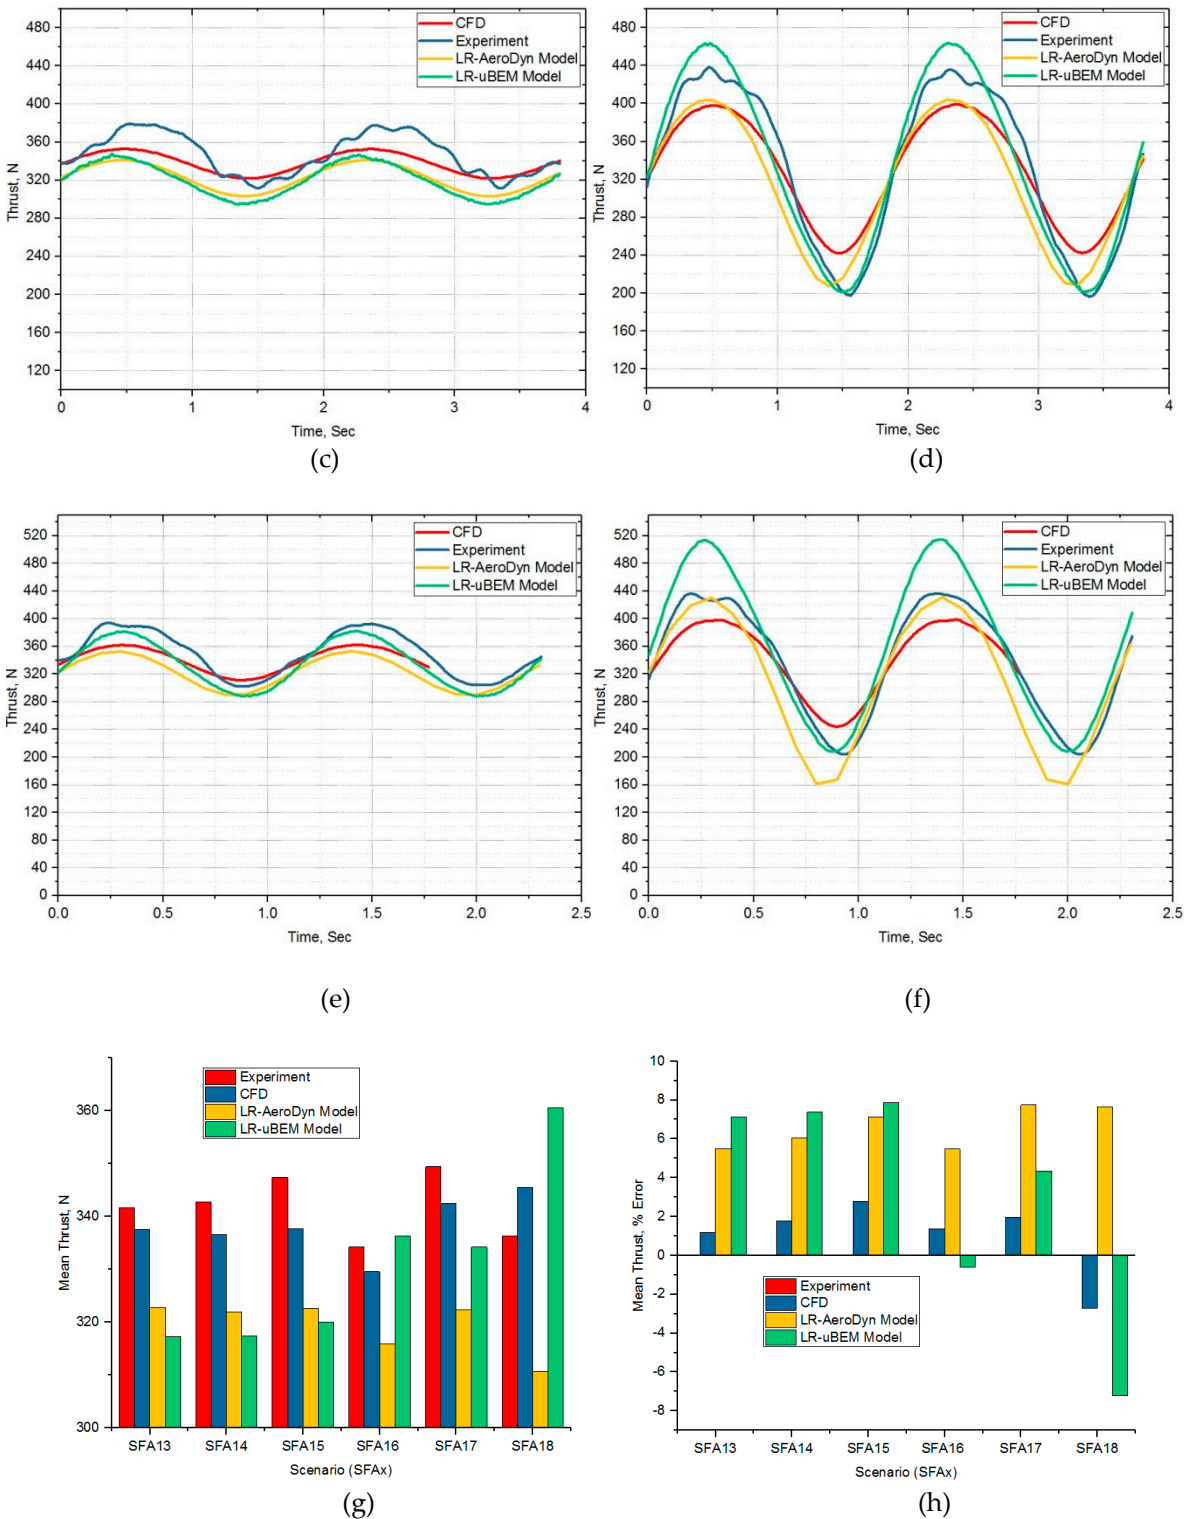 CFD
Experiment
LR-AeroDyn Model
LR-uBEM Model
480
440
400
360
320
280
240
200
160
120
Thrust, N
0 1 2 3 4
Time, Sec
(c)
CFD
Experiment
LR-AeroDyn Model
LR-uBEM Model
480
440
400
360
320
280
240
200
160
120
Thrust, N
0 1 2 3 4
Time, Sec
(d)
CFD
Experiment
LR-AeroDyn Model
LR-uBEM Model
520
480
440
400
360
320
280
240
200
160
120
80
40
0
Thrust, N
0.0 0.5 1.0 1.5 2.0 2.5
Time, Sec
(e)
CFD
Experiment
LR-AeroDyn Model
LR-uBEM Model
520
480
440
400
360
320
280
240
200
160
120
80
40
0
Thrust, N
0.0 0.5 1.0 1.5 2.0 2.5
Time, Sec
(f)
Experiment
CFD
LR-AeroDyn Model
LR-uBEM Model
360
340
320
300
Mean Thrust, N
SFA13 SFA14 SFA15 SFA16 SFA17 SFA18
Scenario (SFAx)
(g)
10
8
6
4
2
0
-2
-4
-6
-8
Mean Thrust, % Error
Experiment
CFD
LR-AeroDyn Model
LR-uBEM Model
SFA13 SFA14 SFA15 SFA16 SFA17 SFA18
Scenario (SFAx)
(h)